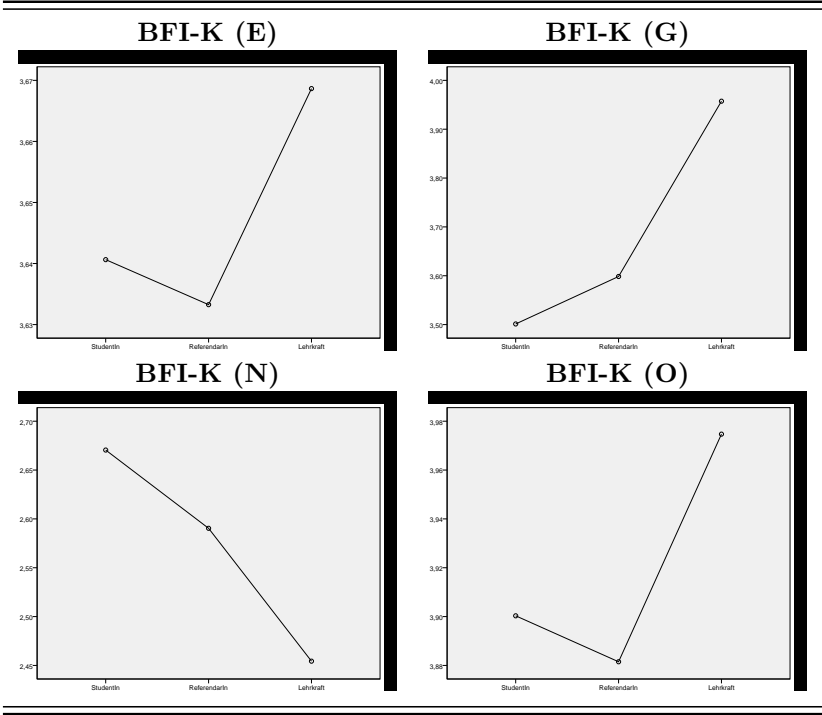 BFI-K (E)
BFI-K (G)
3,67
3,66
3,65
3,64
3,63
StudentIn
ReferendarIn
Lehrkraft
4,00
3,90
3,80
3,70
3,60
3,50
StudentIn
ReferendarIn
Lehrkraft
BFI-K (N)
BFI-K (O)
2,70
2,65
2,60
2,55
2,50
2,45
StudentIn
ReferendarIn
Lehrkraft
3,98
3,96
3,94
3,92
3,90
3,88
StudentIn
ReferendarIn
Lehrkraft